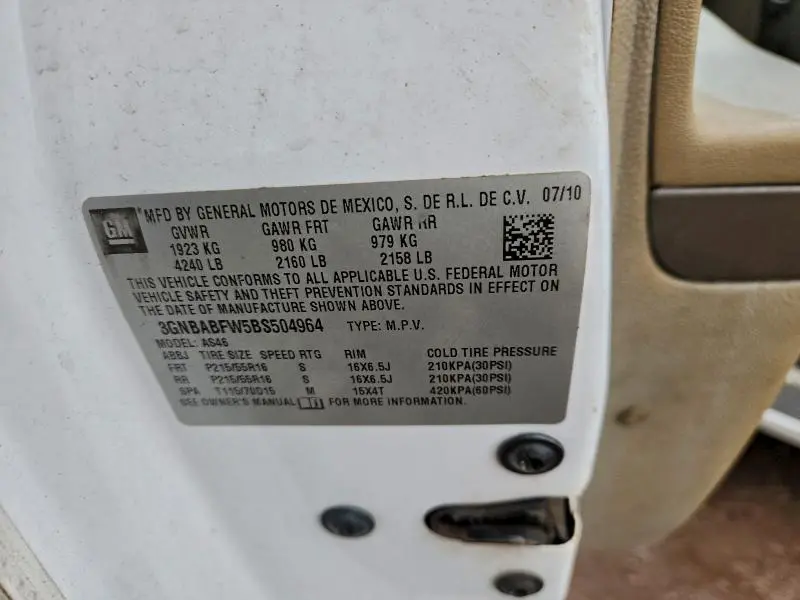 GM
MFD BY GENERAL MOTORS DE MEXICO, S. DE R.L. DE C.V. 07/10
GVWR GAWR FRT GAWR RR
1923 KG 980 KG 979 KG
4240 LB 2160 LB 2158 LB
THIS VEHICLE CONFORMS TO ALL APPLICABLE U.S. FEDERAL MOTOR
VEHICLE SAFETY AND THEFT PREVENTION STANDARDS IN EFFECT ON
THE DATE OF MANUFACTURE SHOWN ABOVE.
3GNBABFW5BS504964 TYPE: M.P.V.
MODEL: AS46
ABBJ TIRE SIZE SPEED RTG RIM COLD TIRE PRESSURE
FRT P215/55R16 S 16X6.5J 210KPA(30PSI)
RR P215/55R16 S 16X6.5J 210KPA(30PSI)
SPA T115/70D15 M 15X4T 420KPA(60PSI)
SEE OWNER'S MANUAL FOR MORE INFORMATION.